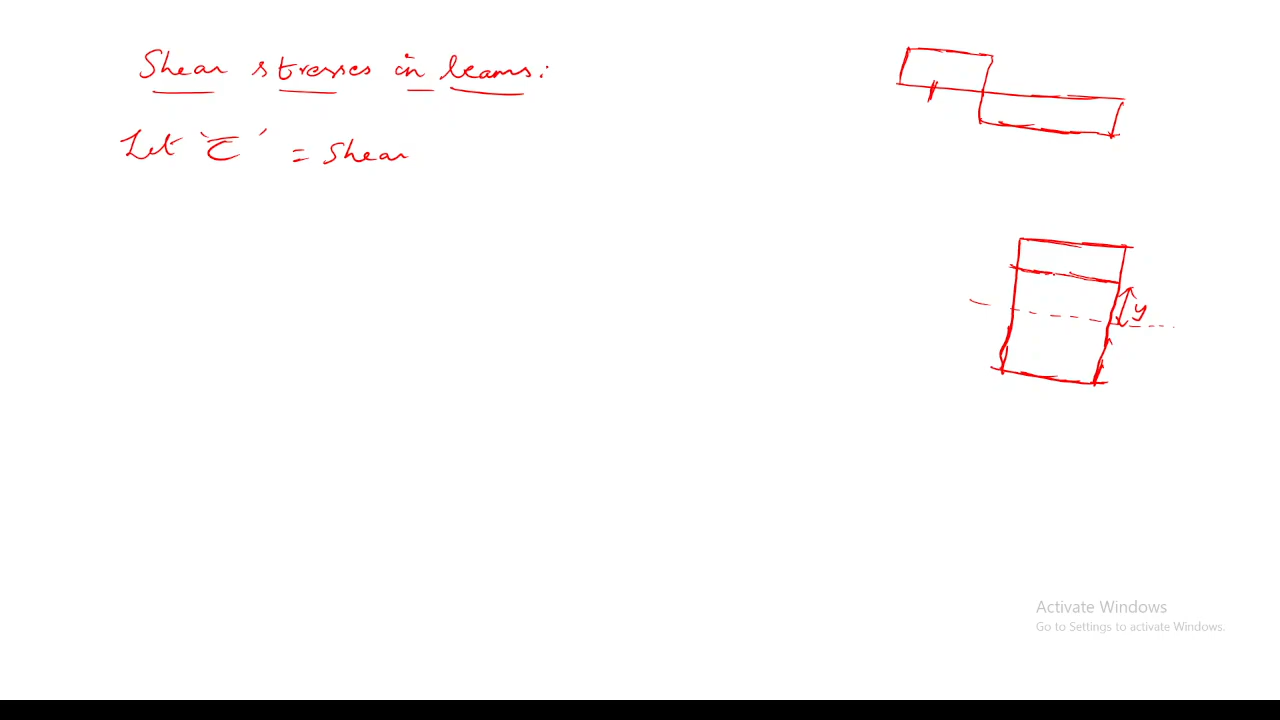 Shear stresses in beams:
Let 'τ' = Shear
y
Activate Windows
Go to Settings to activate Windows.